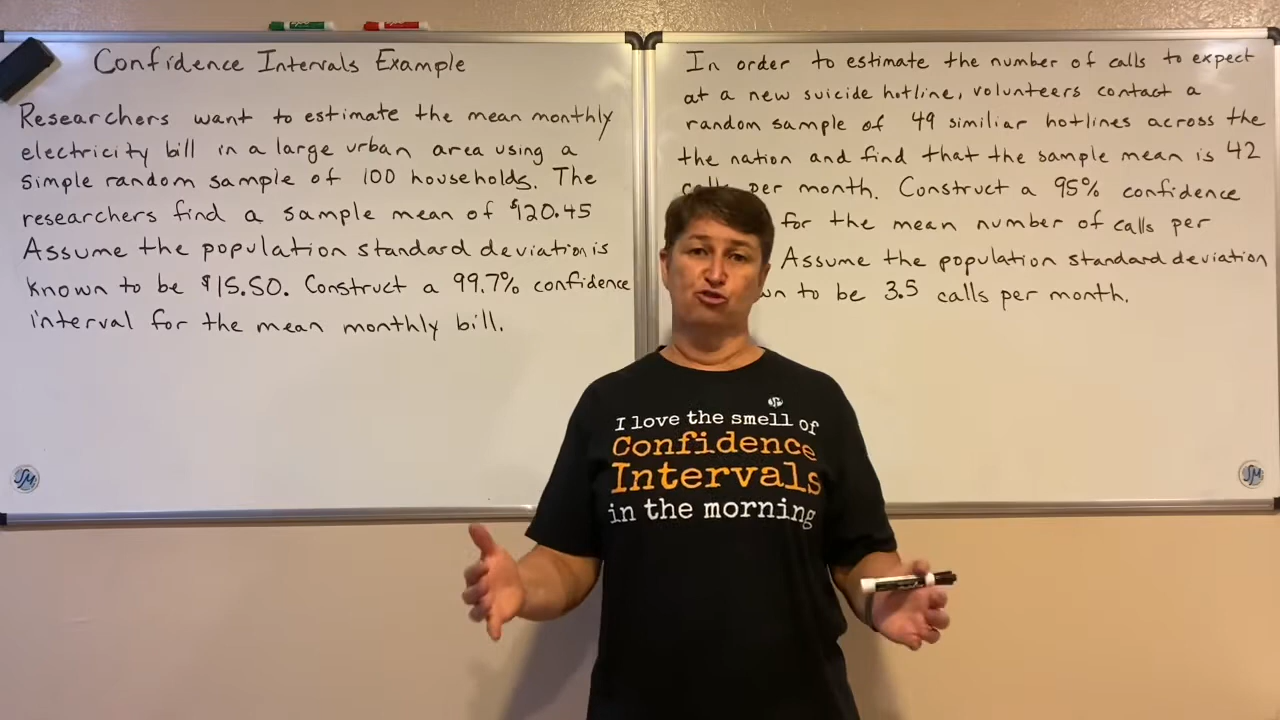 Confidence Intervals Example
Researchers want to estimate the mean monthly
electricity bill in a large urban area using a
simple random sample of 100 households. The
researchers find a sample mean of $120.45
Assume the population standard deviation is
known to be $15.50. Construct a 99.7% confidence
interval for the mean monthly bill.
SM
In order to estimate the number of calls to expect
at a new suicide hotline, volunteers contact a
random sample of 49 similiar hotlines across the
the nation and find that the sample mean is 42
per month. Construct a 95% confidence
for the mean number of calls per
Assume the population standard deviation
to be 3.5 calls per month.
SM
I love the smell of
Confidence
Intervals
in the morning